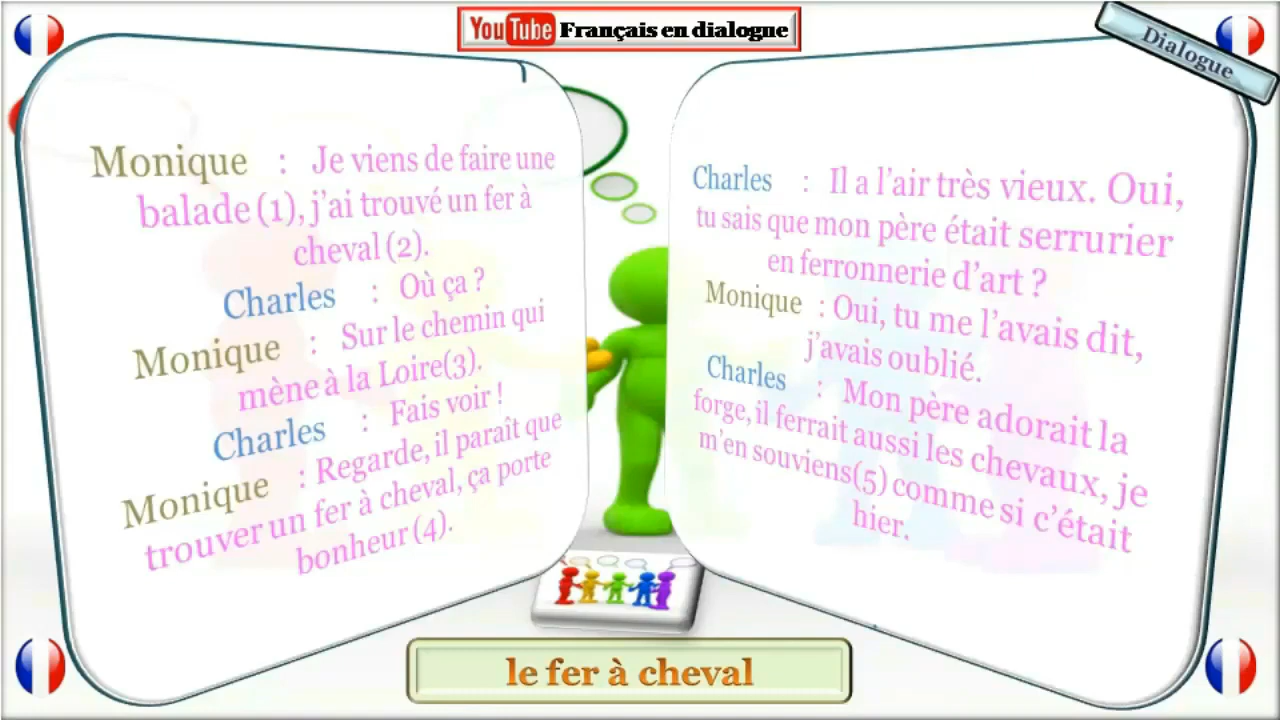 YouTube Français en dialogue
Dialogue
Monique : Je viens de faire une
balade (1), j'ai trouvé un fer à
cheval (2).
Charles : Où ça ?
Monique : Sur le chemin qui
mène à la Loire(3).
Charles : Fais voir !
Monique : Regarde, il paraît que
trouver un fer à cheval, ça porte
bonheur (4).
Charles : Il a l'air très vieux. Oui,
tu sais que mon père était serrurier
en ferronnerie d'art ?
Monique : Oui, tu me l'avais dit,
j'avais oublié.
Charles : Mon père adorait la
forge, il ferrait aussi les chevaux, je
m'en souviens(5) comme si c'était
hier.
le fer à cheval